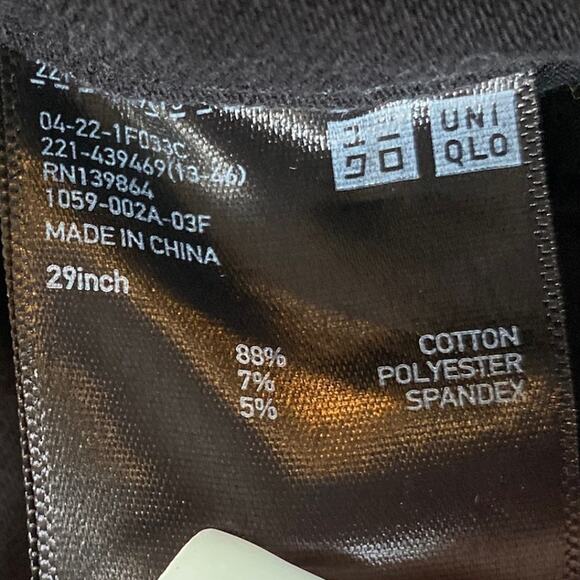 04-22-1F033C
221-439469(13-46)
RN139864
1059-002A-03F
MADE IN CHINA
29inch
ユニ
クロ
UNI
QLO
88% COTTON
7% POLYESTER
5% SPANDEX